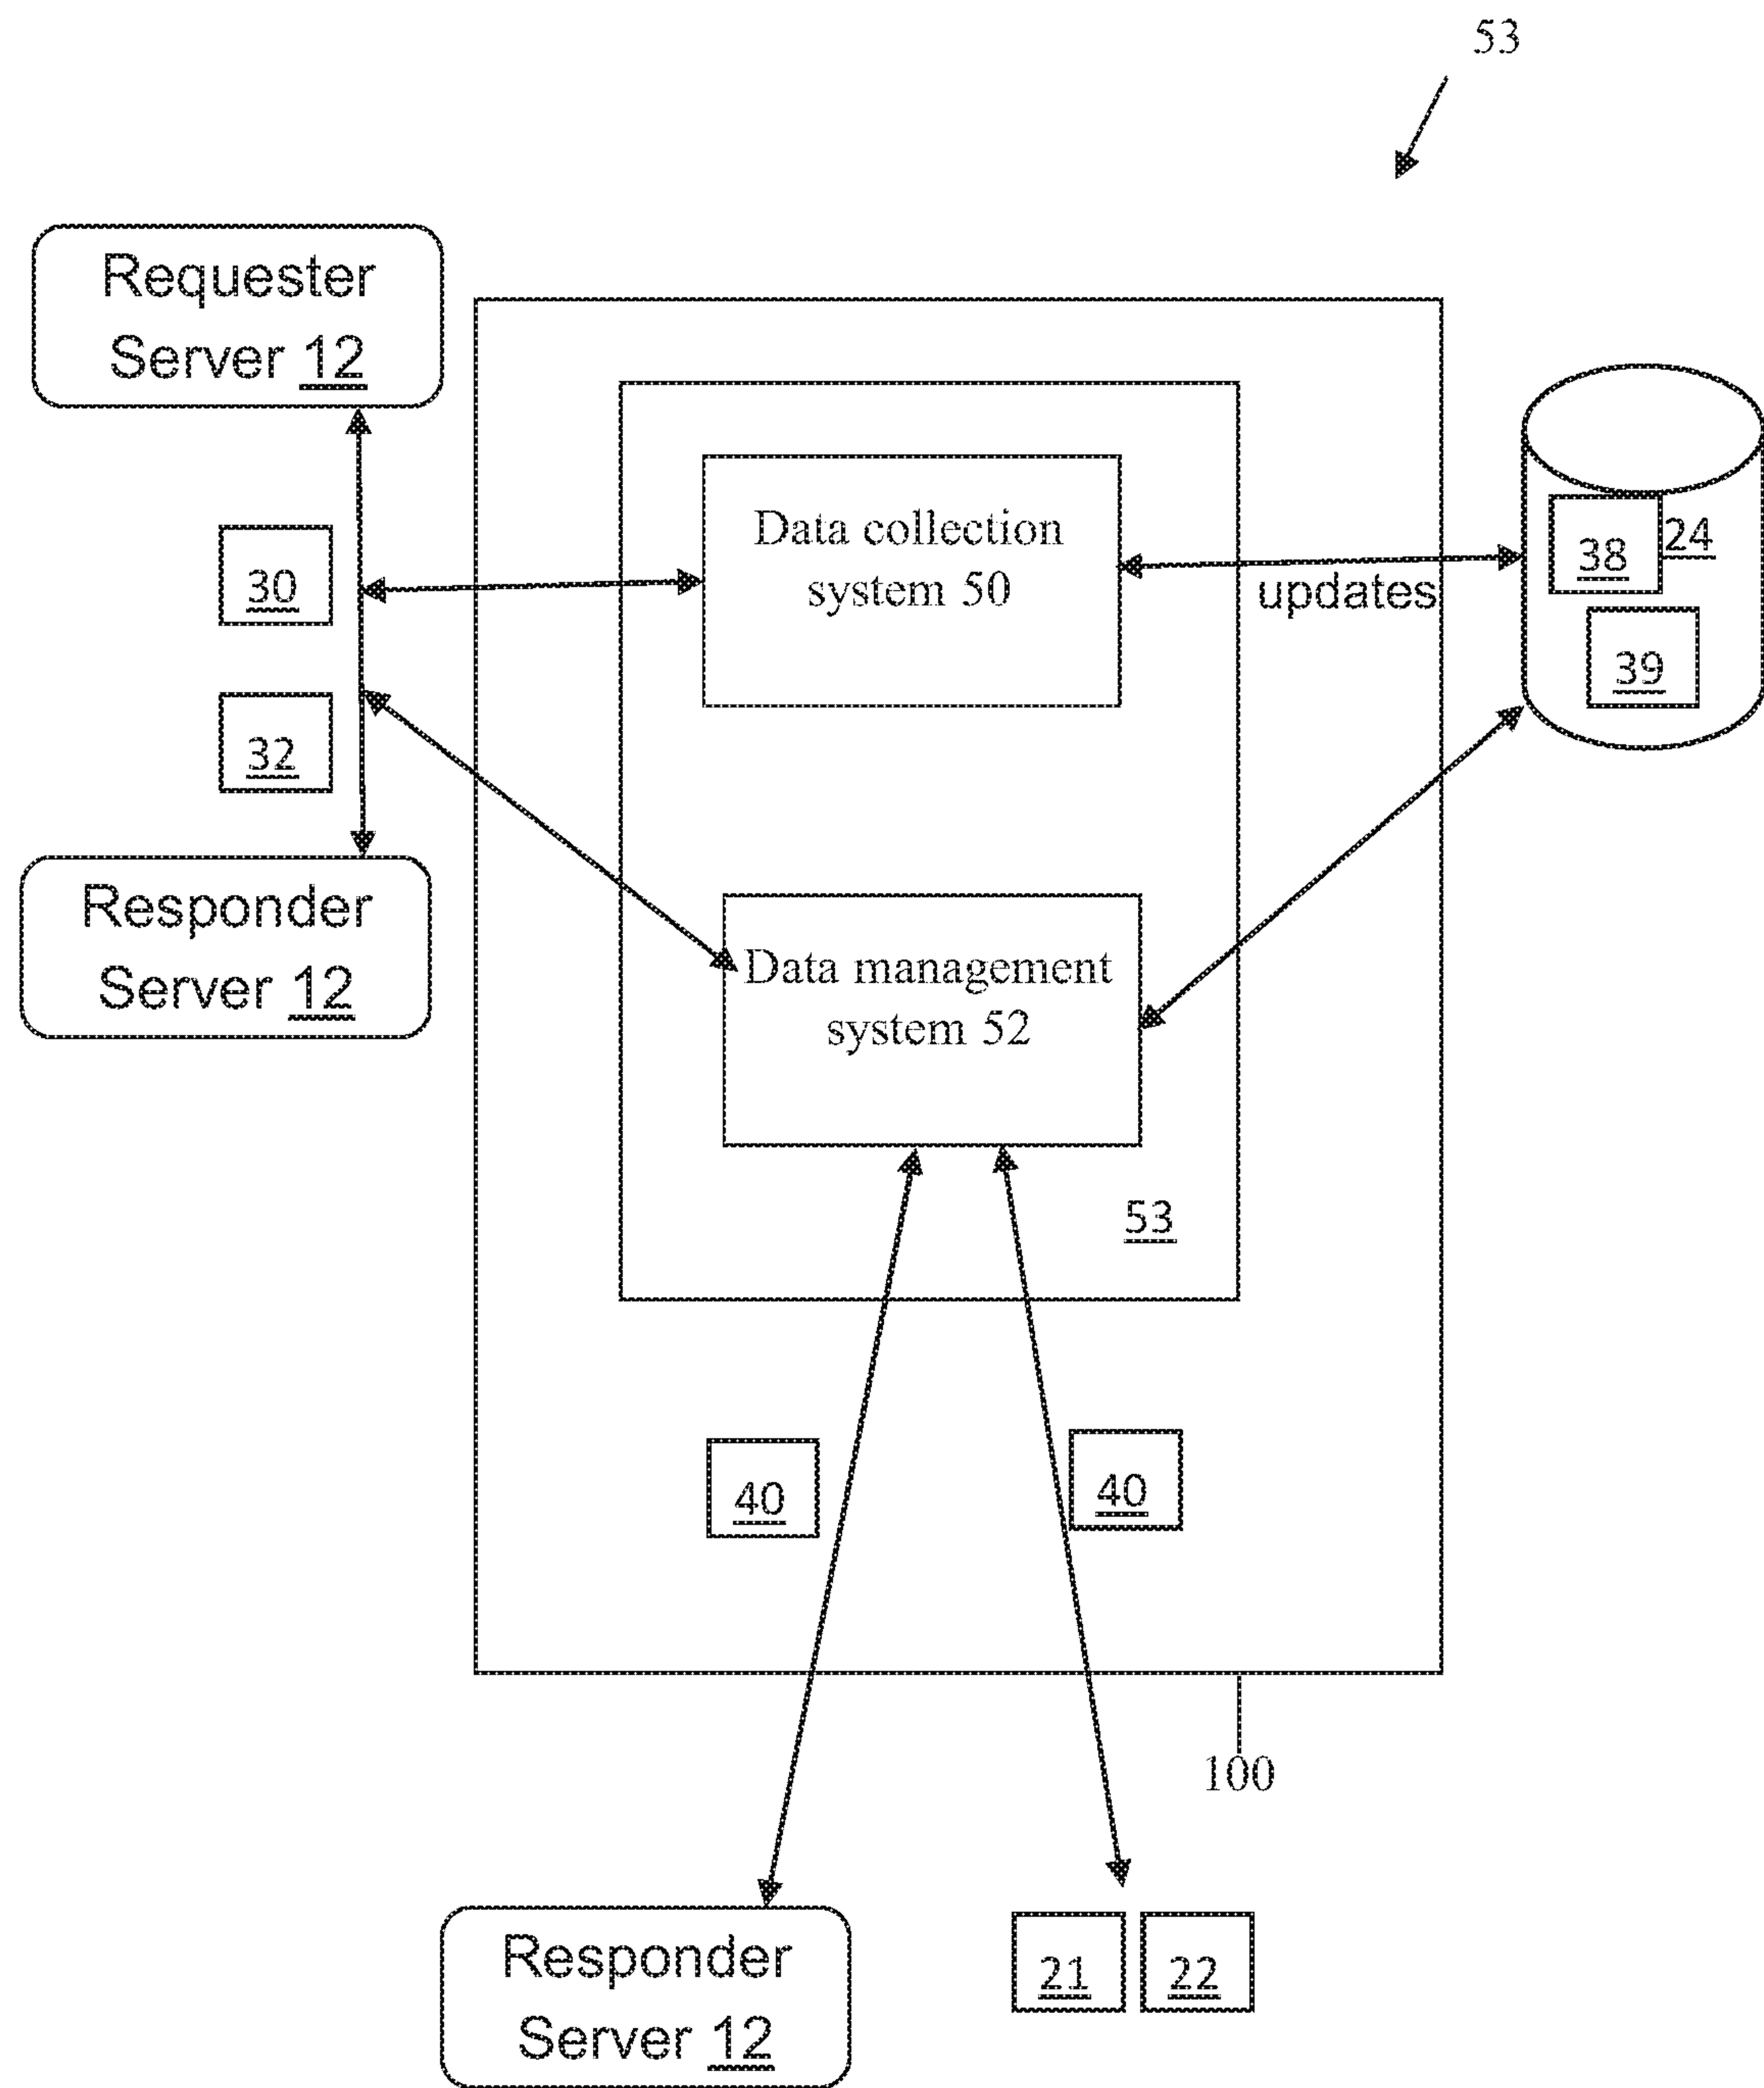 53
Requester
Server 12
30
32
Responder
Server 12
Data collection
system 50
updates
38
24
39
Data management
system 52
53
40
40
100
Responder
Server 12
21
22